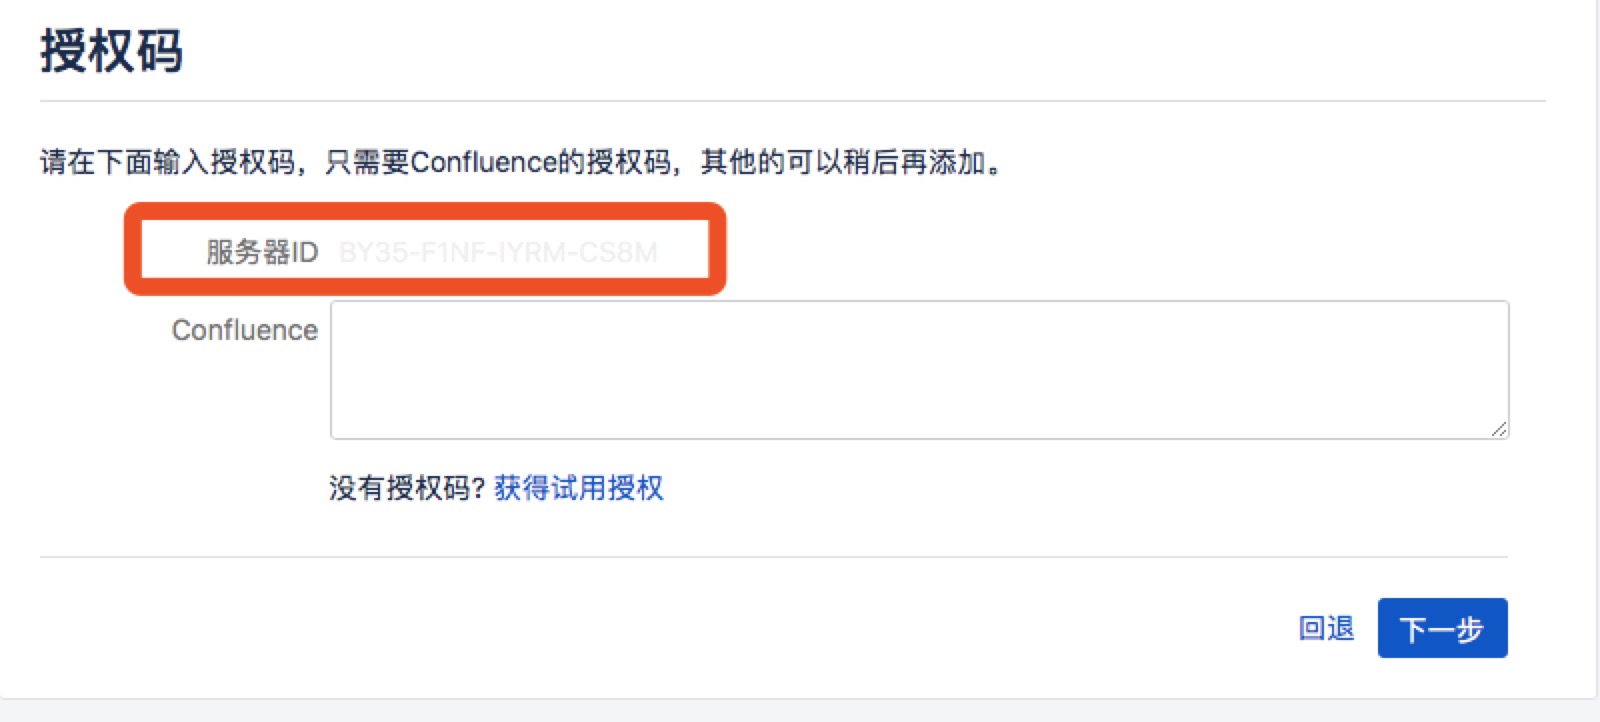 授权码
请在下面输入授权码，只需要Confluence的授权码，其他的可以稍后再添加。
服务器ID BY35-F1NF-IYRM-CS8M
Confluence
没有授权码? 获得试用授权
回退 下一步